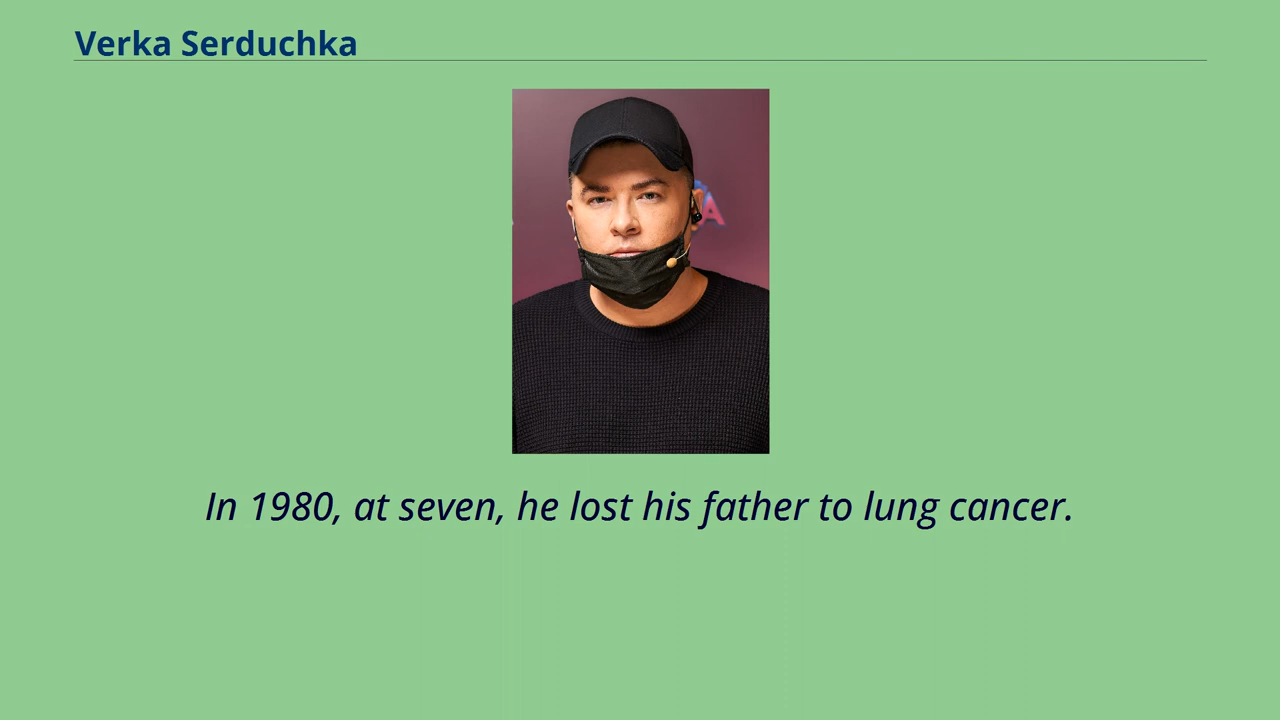 Verka Serduchka
A
In 1980, at seven, he lost his father to lung cancer.